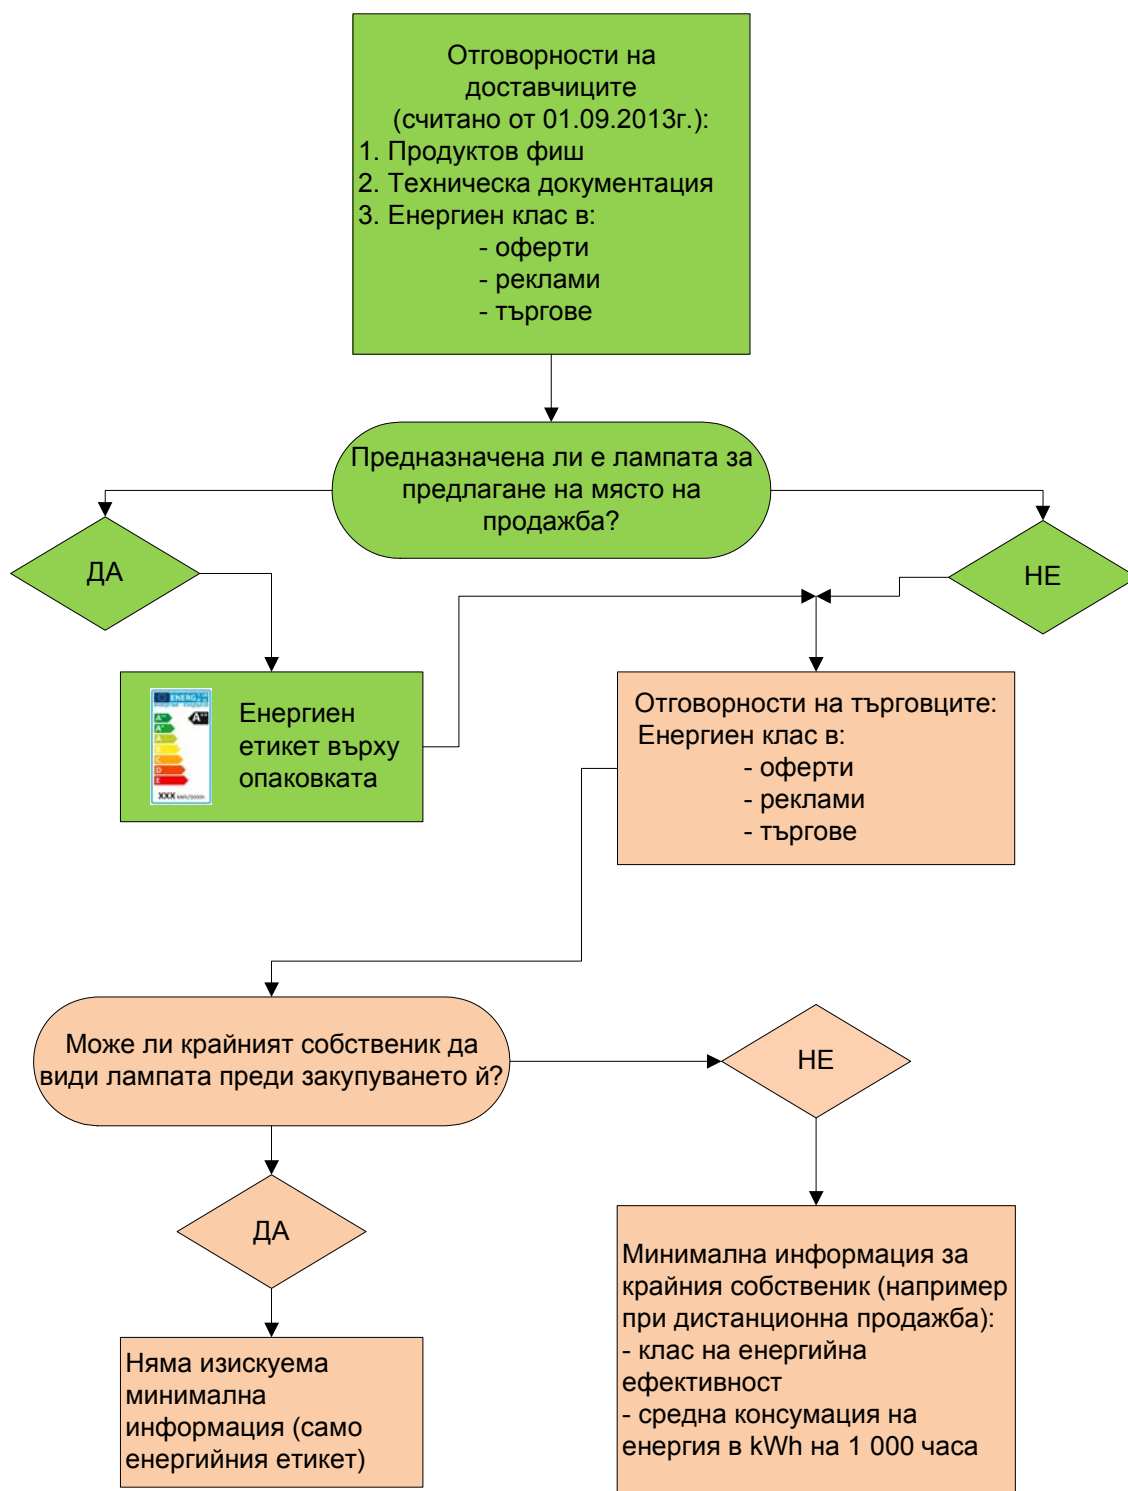 Отговорности на
доставчиците
(считано от 01.09.2013г.):
1. Продуктов фиш
2. Техническа документация
3. Енергиен клас в:
- оферти
- реклами
- търгове
Предназначена ли е лампата за
предлагане на място на
продажба?
ДА
НЕ
ENERG
A++
A+
A
B
C
D
E
A++
XXX kWh/1000h
Енергиен
етикет върху
опаковката
Отговорности на търговците:
Енергиен клас в:
- оферти
- реклами
- търгове
Може ли крайният собственик да
види лампата преди закупуването й?
НЕ
ДА
Няма изискуема
минимална
информация (само
енергийния етикет)
Минимална информация за
крайния собственик (например
при дистанционна продажба):
- клас на енергийна
ефективност
- средна консумация на
енергия в kWh на 1 000 часа